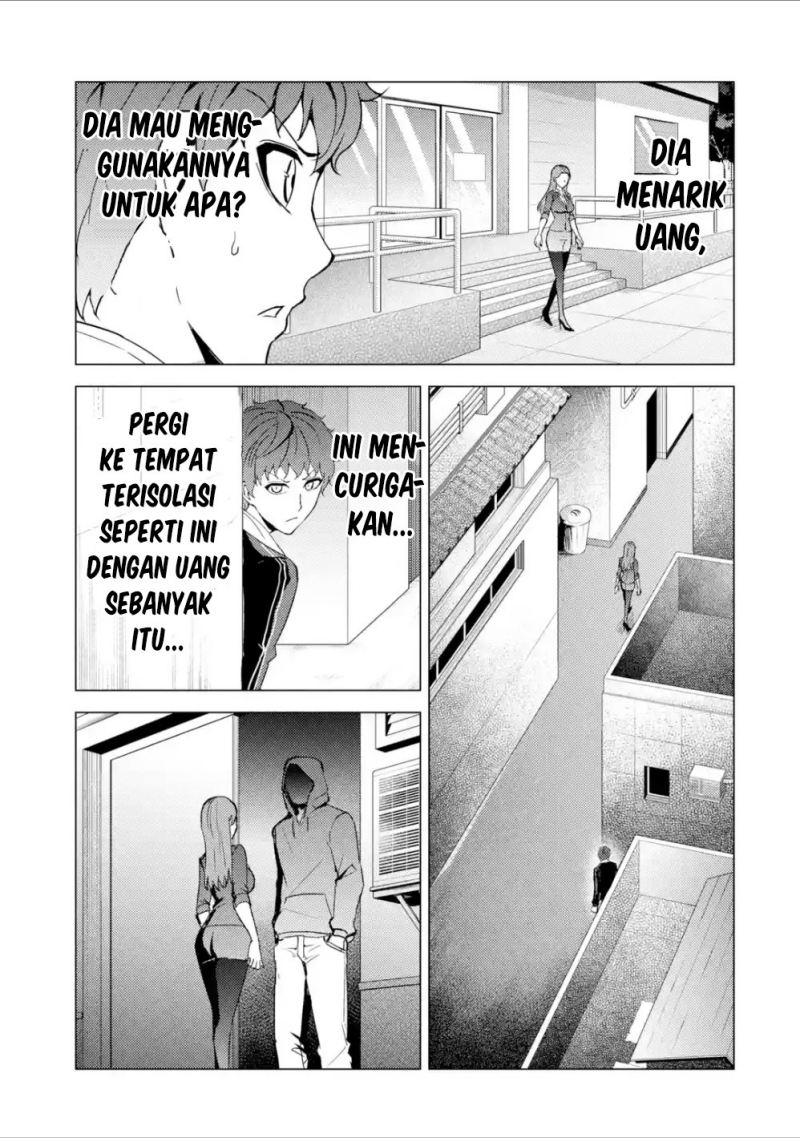 DIA
MENARIK
UANG,
DIA MAU MENG-
GUNAKANNYA
UNTUK APA?
INI MEN-
CURIGA-
KAN...
PERGI
KE TEMPAT
TERISOLASI
SEPERTI INI
DENGAN UANG
SEBANYAK
ITU...